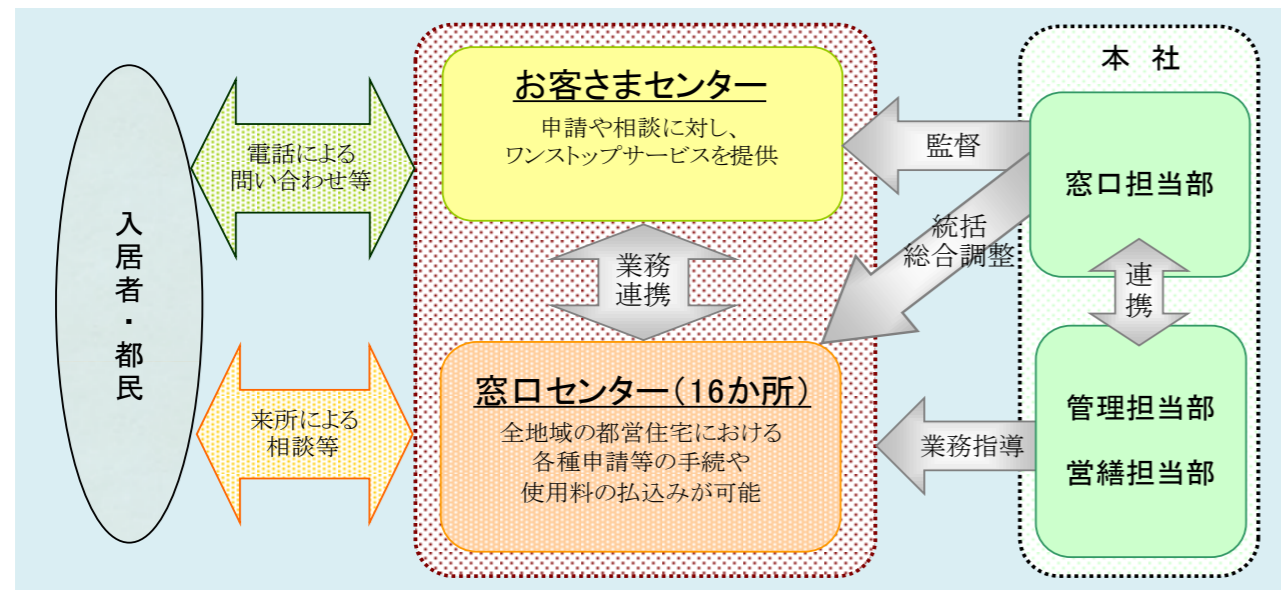 入居者・都民
電話による
問い合わせ等
来所による
相談等
お客さまセンター
申請や相談に対し、
ワンストップサービスを提供
業務
連携
窓口センター(16か所)
全地域の都営住宅における
各種申請等の手続や
使用料の払込みが可能
監督
統括
総合調整
業務指導
本 社
窓口担当部
連携
管理担当部
営繕担当部